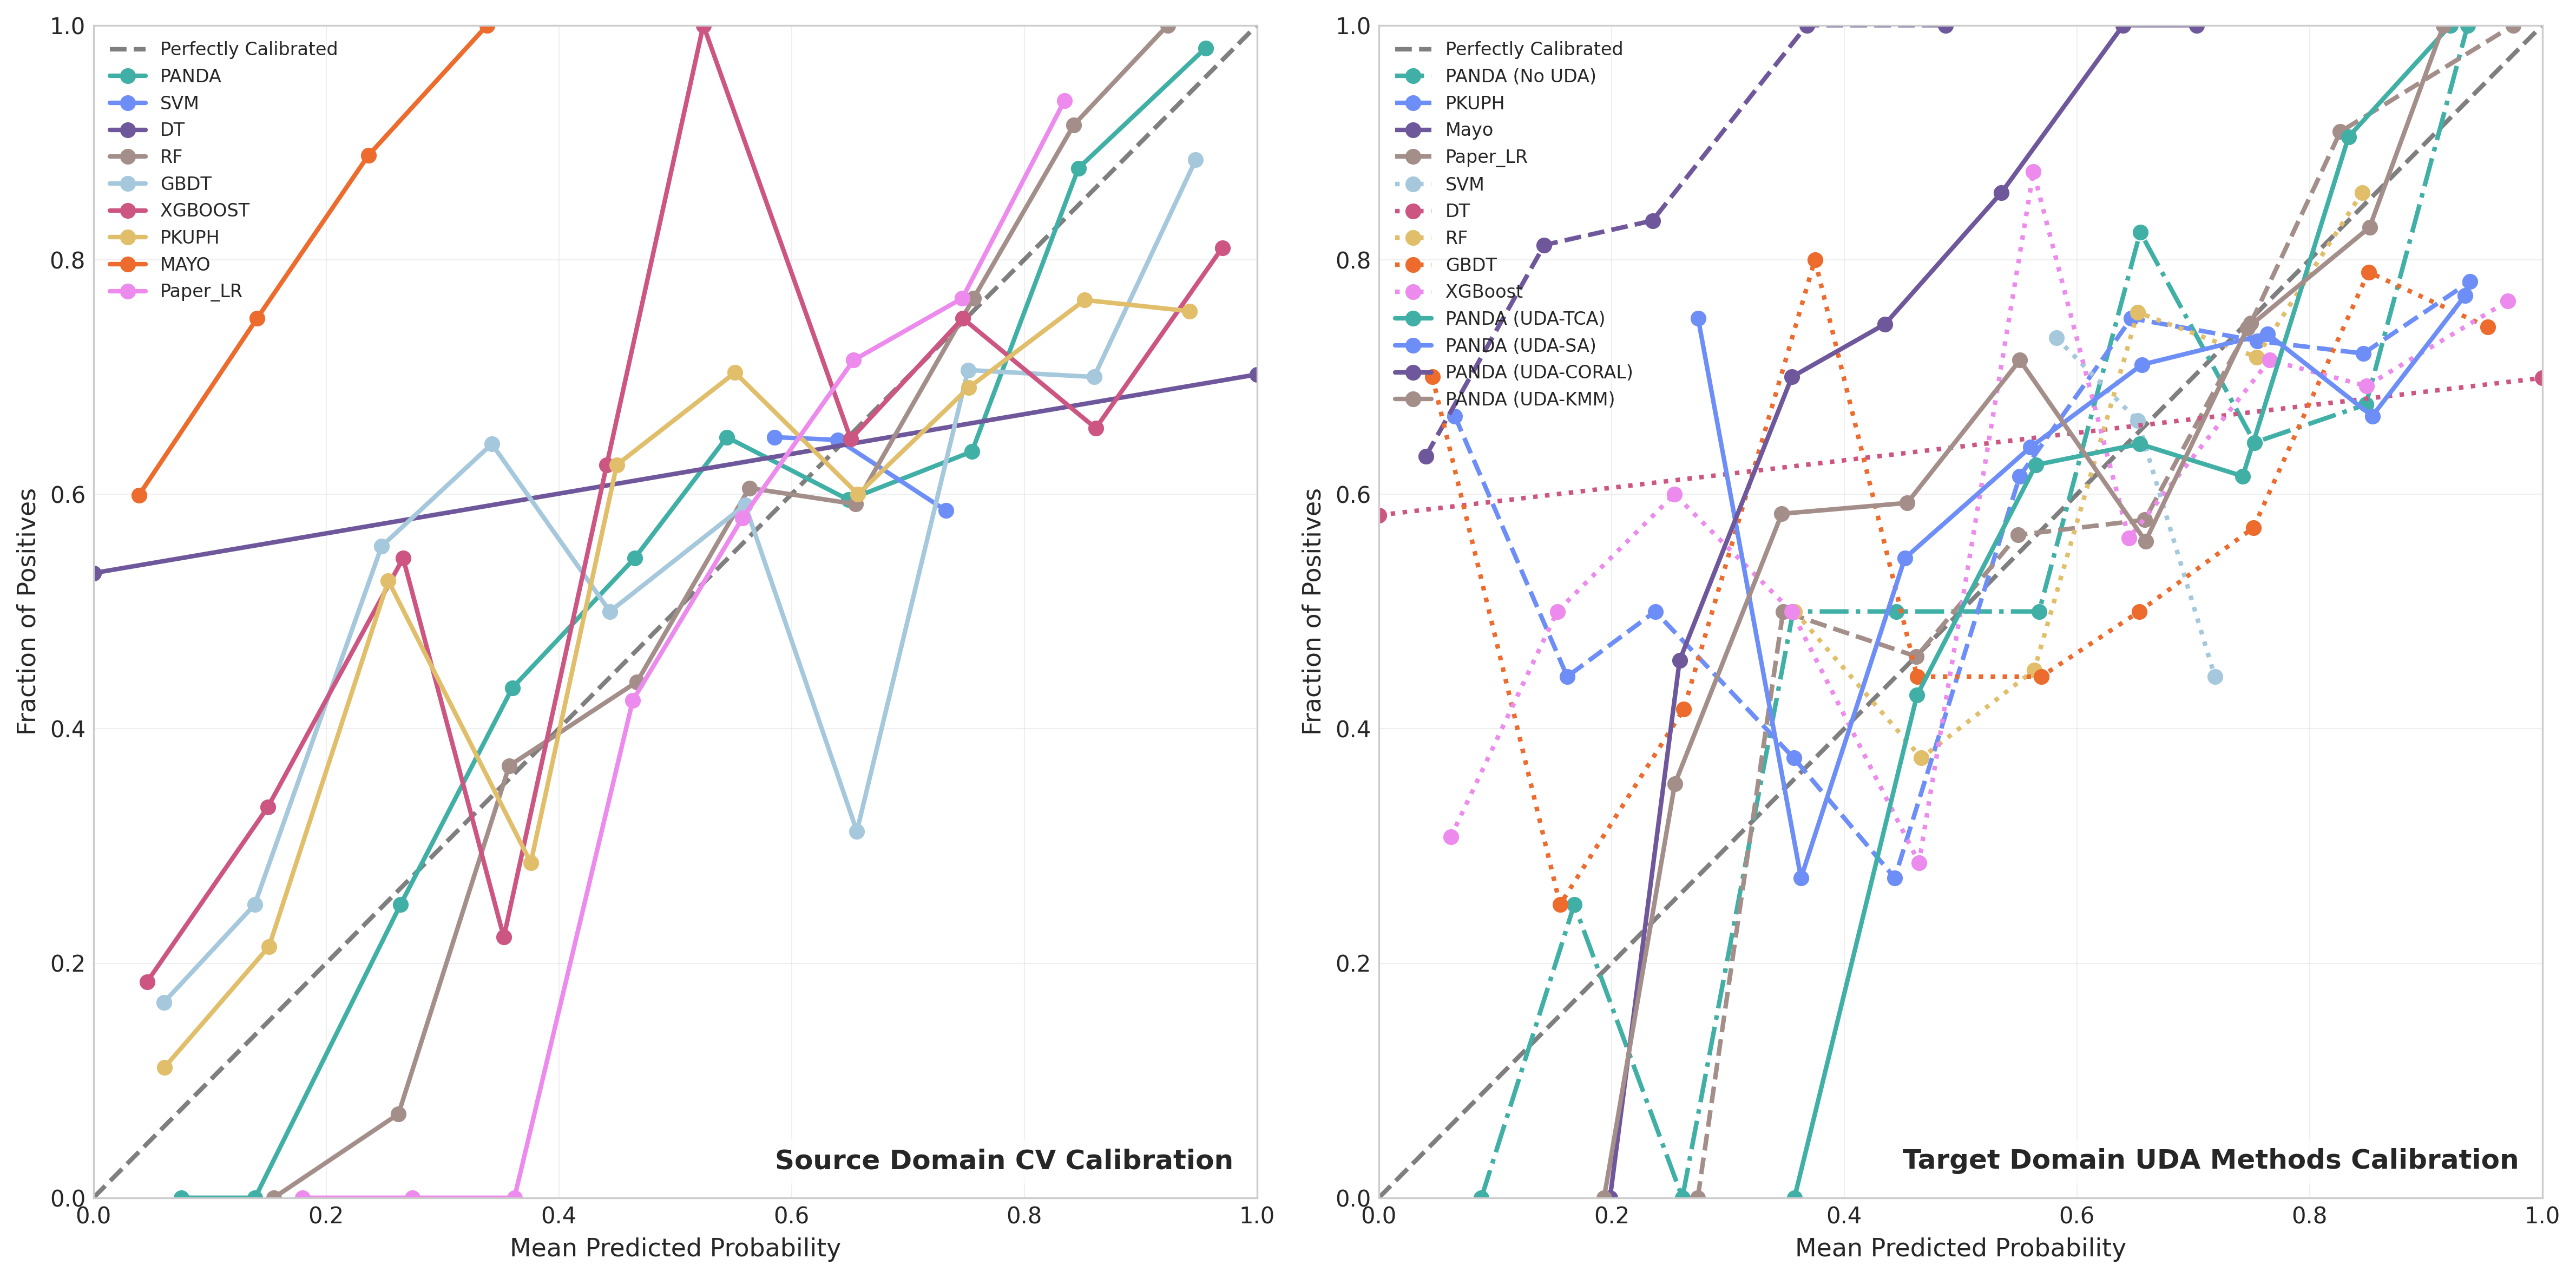 1.0
0.8
0.6
0.4
0.2
0.0
Fraction of Positives
Perfectly Calibrated
PANDA
SVM
DT
RF
GBDT
XGBOOST
PKUPH
MAYO
Paper_LR
Source Domain CV Calibration
0.0 0.2 0.4 0.6 0.8 1.0
Mean Predicted Probability
1.0
0.8
0.6
0.4
0.2
0.0
Fraction of Positives
Perfectly Calibrated
PANDA (No UDA)
PKUPH
Mayo
Paper_LR
SVM
DT
RF
GBDT
XGBoost
PANDA (UDA-TCA)
PANDA (UDA-SA)
PANDA (UDA-CORAL)
PANDA (UDA-KMM)
Target Domain UDA Methods Calibration
0.0 0.2 0.4 0.6 0.8 1.0
Mean Predicted Probability